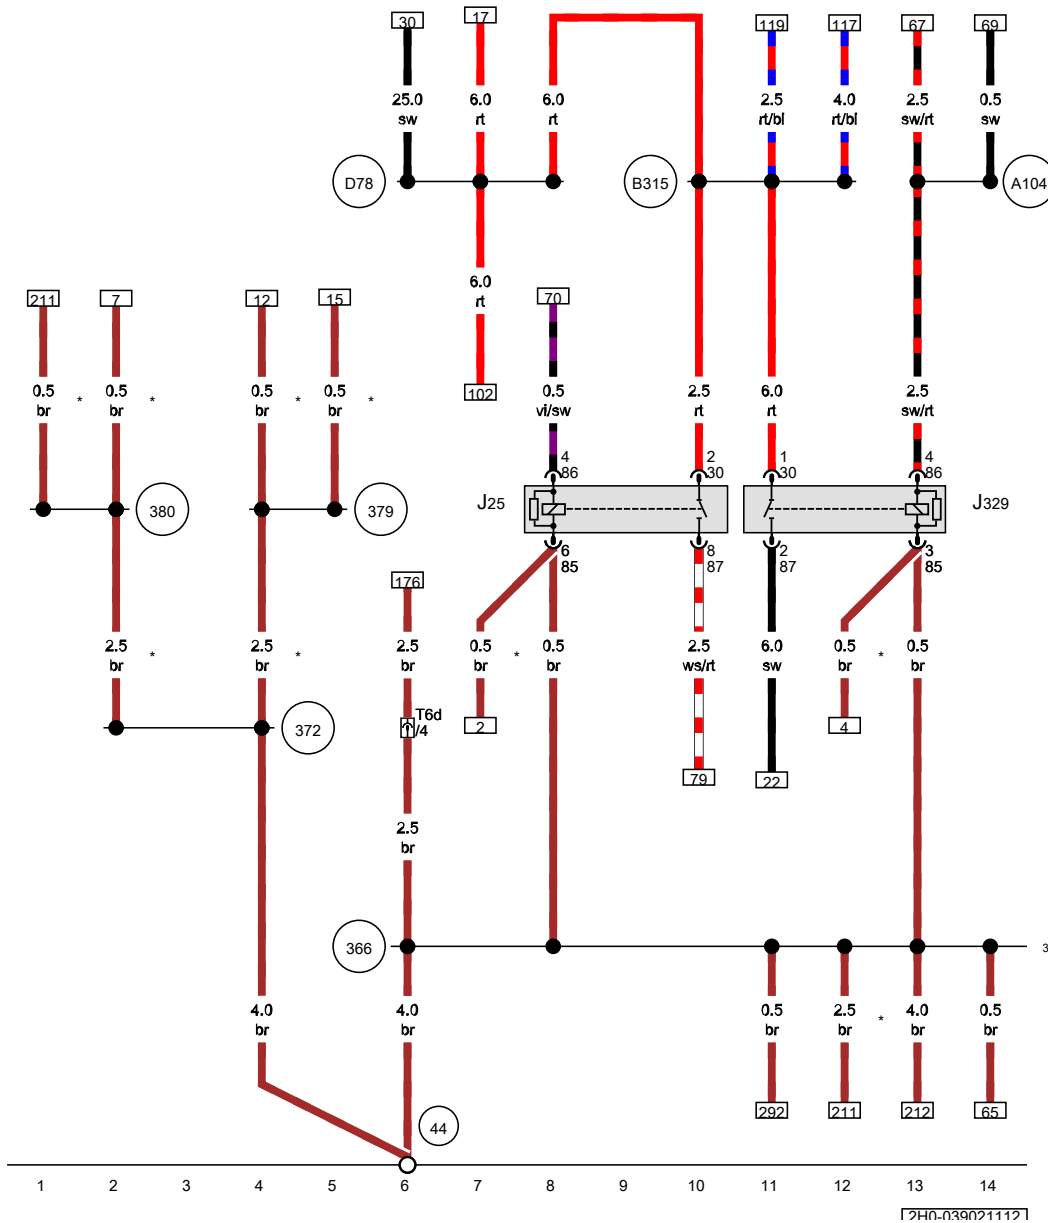 30 17 119 117 67 69
25.0 6.0 6.0 2.5 4.0 2.5 0.5
sw rt rt rt/bl rt/bl sw/rt sw
D78 B315 A104
6.0
rt
211 7 12 15 70
102
0.5 0.5 0.5 0.5 0.5 2.5 6.0 2.5
br * br * br * br * vi/sw rt rt sw/rt
4 2 1 4
86 30 30 86
380 379 J25 J329
6 8 2 3
85 87 87 85
176
2.5 2.5 2.5 0.5 0.5 2.5 6.0 0.5 0.5
br * br * br br * br ws/rt sw br * br
T6d
/4
372 2 4
79 22
2.5
br
366 3
4.0 4.0 0.5 2.5 4.0 0.5
br br br br * br br
292 211 212 65
44
1 2 3 4 5 6 7 8 9 10 11 12 13 14
2H0-039021112